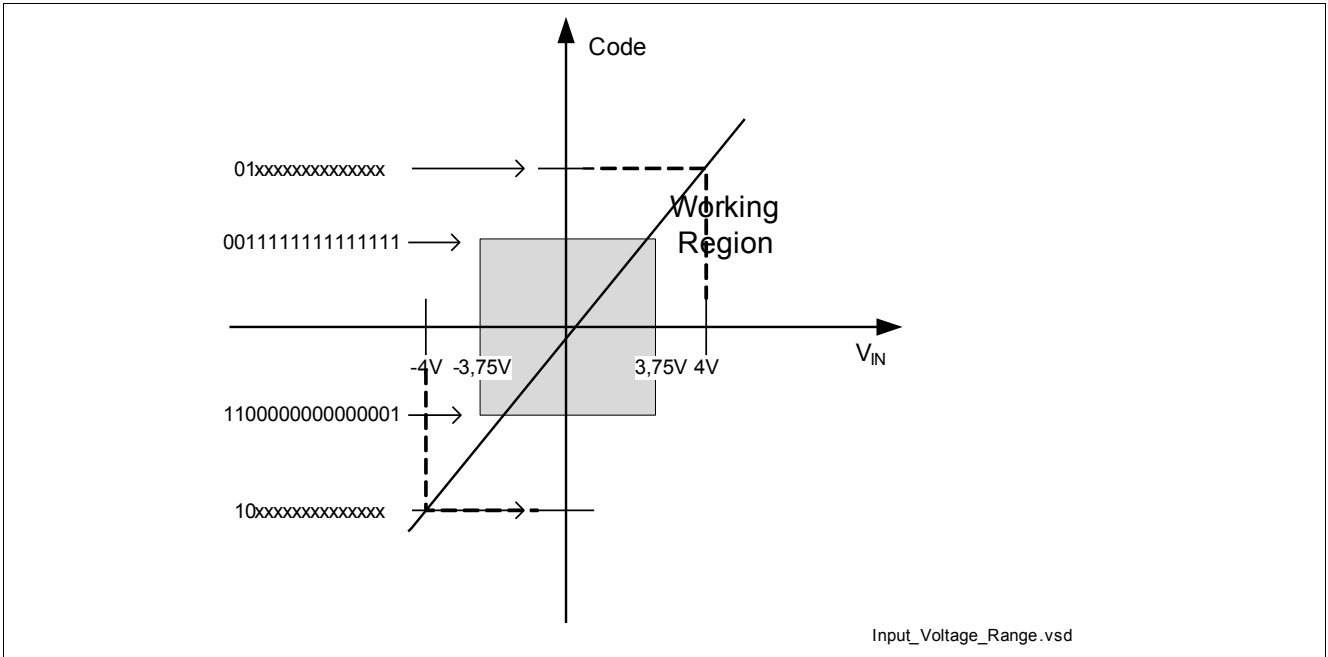 Code
01xxxxxxxxxxxxxx
Working
0011111111111111
Region
VIN
-4V -3,75V 3,75V 4V
1100000000000001
10xxxxxxxxxxxxxx
Input_Voltage_Range.vsd